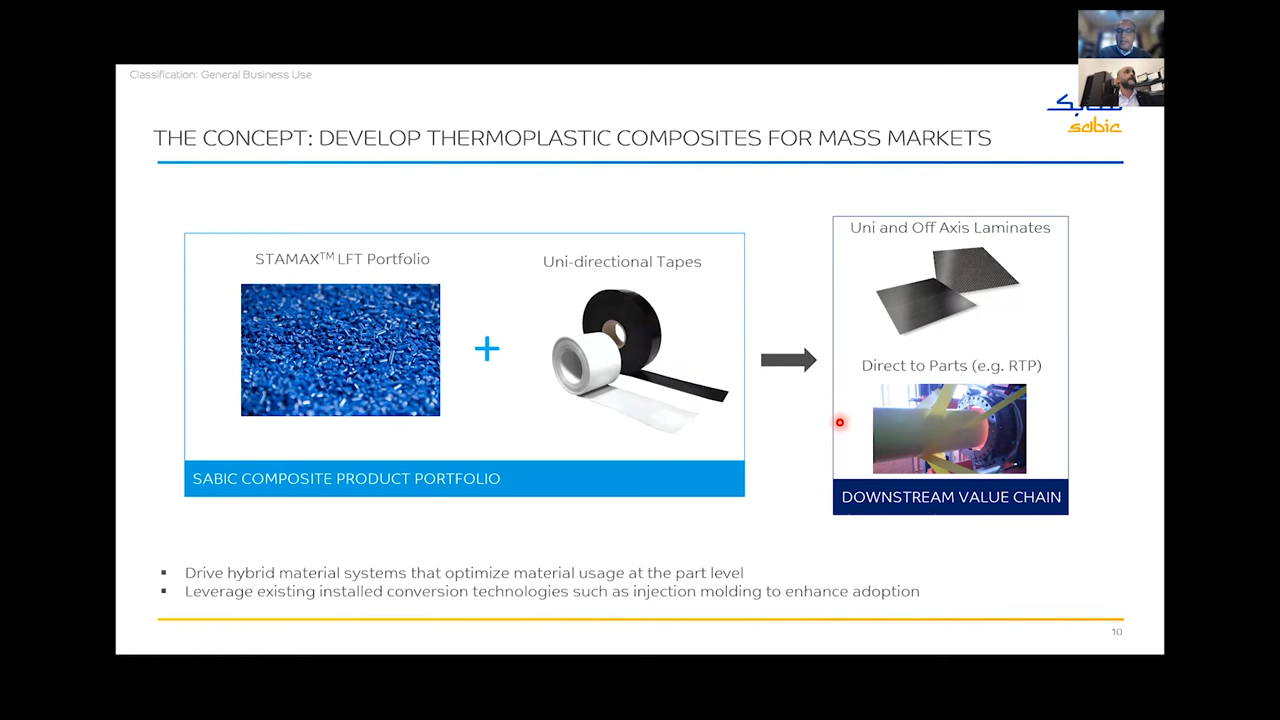 Classification: General Business Use
سابك
sabic
THE CONCEPT: DEVELOP THERMOPLASTIC COMPOSITES FOR MASS MARKETS
STAMAX™ LFT Portfolio
Uni-directional Tapes
+
SABIC COMPOSITE PRODUCT PORTFOLIO
Uni and Off Axis Laminates
Direct to Parts (e.g. RTP)
DOWNSTREAM VALUE CHAIN
▪ Drive hybrid material systems that optimize material usage at the part level
▪ Leverage existing installed conversion technologies such as injection molding to enhance adoption
10